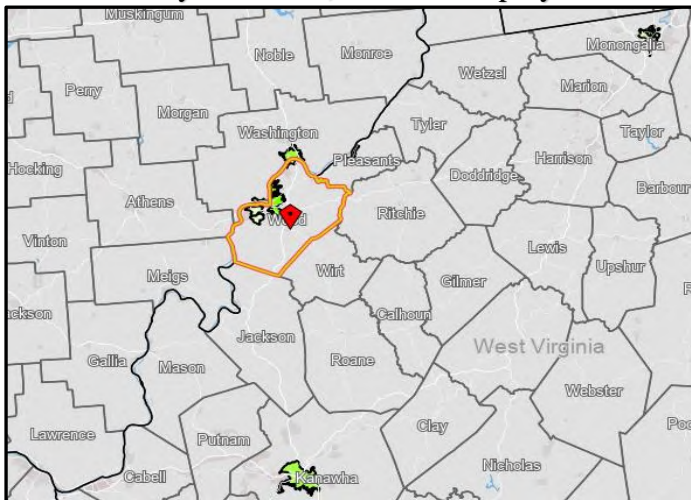 Muskingum
Noble
Monroe
Monongalia
Perry
Morgan
Wetzel
Marion
Washington
Tyler
Taylor
Hocking
Pleasants
Harrison
Doddridge
Barbour
Athens
Wood
Ritchie
Vinton
Lewis
Upshur
Wirt
Meigs
Gilmer
Jackson
Calhoun
West Virginia
Gallia
Mason
Roane
Webster
Clay
Lawrence
Putnam
Cabell
Kanawha
Nicholas